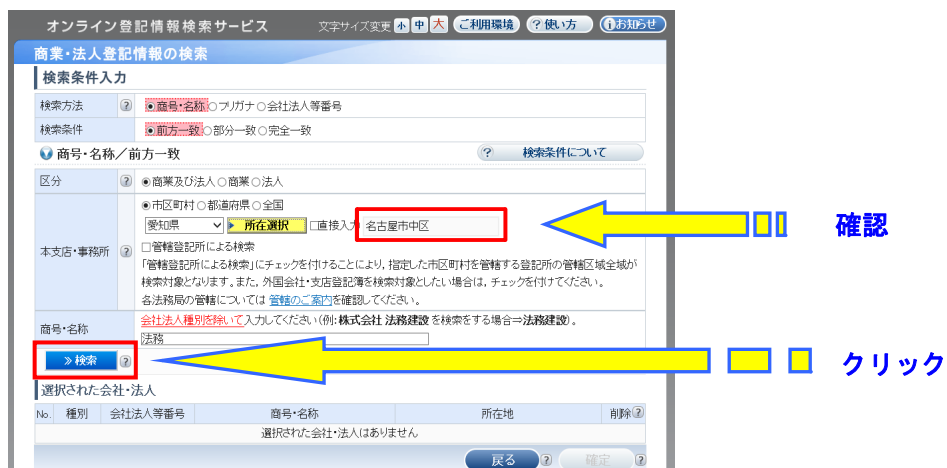 オンライン登記情報検索サービス 文字サイズ変更 小 中 大 ご利用環境 ?使い方 iお知らせ
商業・法人登記情報の検索
検索条件入力
検索方法 ? 商号・名称 フリガナ 会社法人等番号
検索条件 前方一致 部分一致 完全一致
商号・名称/前方一致 ? 検索条件について
区分 ? 商業及び法人 商業 法人
市区町村 都道府県 全国
愛知県 所在選択 直接入力 名古屋市中区 確認
本支店・事務所 ? 管轄登記所による検索
「管轄登記所による検索」にチェックを付けることにより,指定した市区町村を管轄する登記所の管轄区域全域が
検索対象となります。また,外国会社・支店登記簿を検索対象としたい場合は,チェックを付けてください。
各法務局の管轄については 管轄のご案内を確認してください。
商号・名称 会社法人種別を除いて入力してください(例:株式会社 法務建設 を検索をする場合⇒法務建設)。
法務
≫検索 ? クリック
選択された会社・法人
No. 種別 会社法人等番号 商号・名称 所在地 削除?
選択された会社・法人はありません
戻る ? 確定 ?